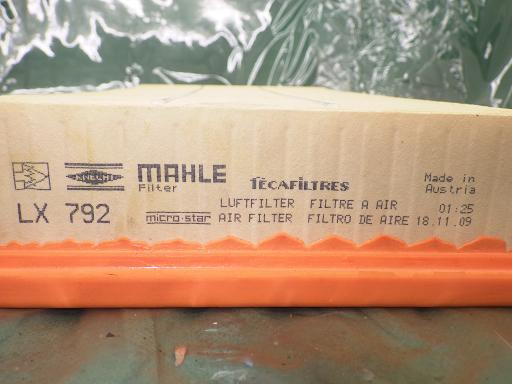 KNECHT MAHLE Filter TECAFILTRES Made in Austria
LX 792 micro-star LUFTFILTER FILTRE A AIR 01:25
AIR FILTER FILTRO DE AIRE 18.11.09